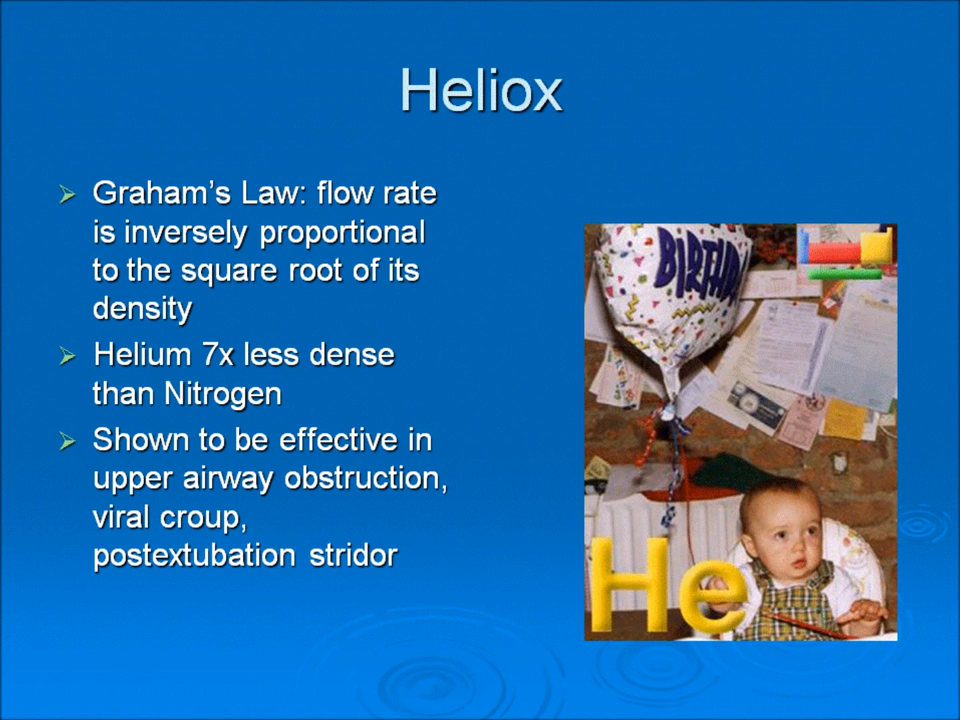 Heliox
Graham's Law: flow rate
is inversely proportional
to the square root of its
density
Helium 7x less dense
than Nitrogen
Shown to be effective in
upper airway obstruction,
viral croup,
postextubation stridor
BIRTHD
He